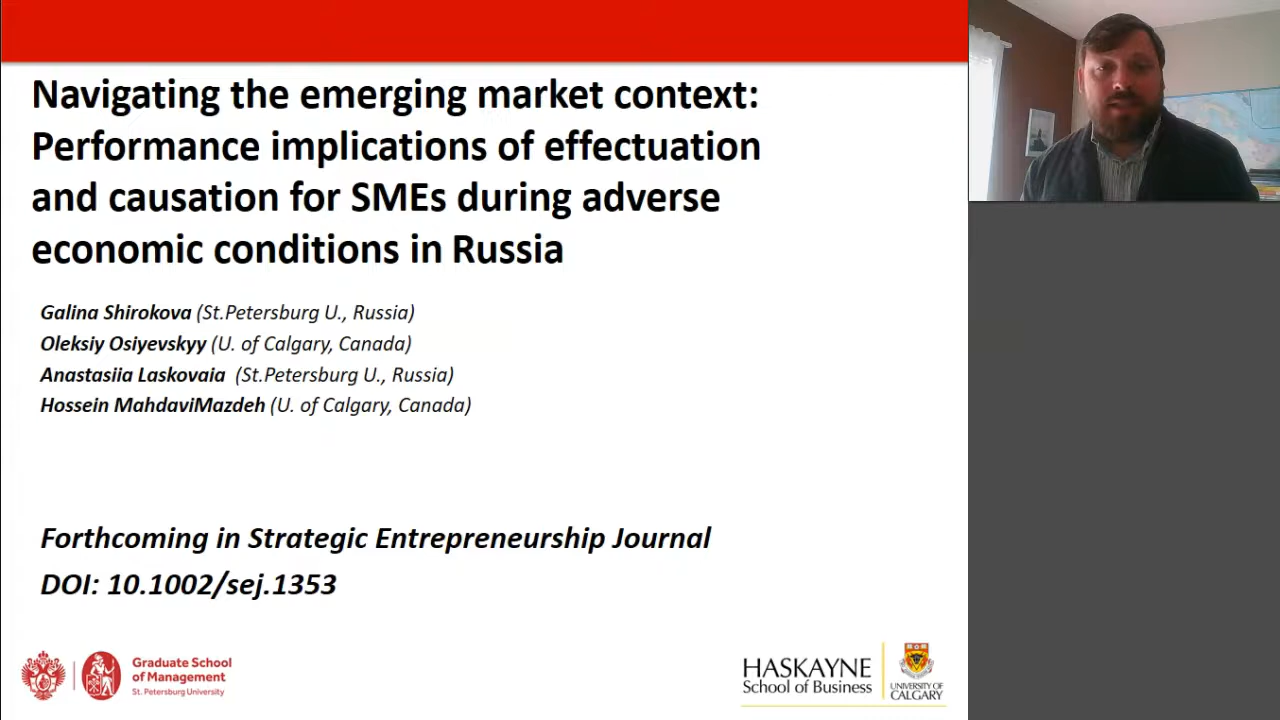 Navigating the emerging market context:
Performance implications of effectuation
and causation for SMEs during adverse
economic conditions in Russia
Galina Shirokova (St.Petersburg U., Russia)
Oleksiy Osiyevskyy (U. of Calgary, Canada)
Anastasiia Laskovaia (St.Petersburg U., Russia)
Hossein MahdaviMazdeh (U. of Calgary, Canada)
Forthcoming in Strategic Entrepreneurship Journal
DOI: 10.1002/sej.1353
Graduate School
of Management
St. Petersburg University
HASKAYNE
School of Business
UNIVERSITY OF
CALGARY